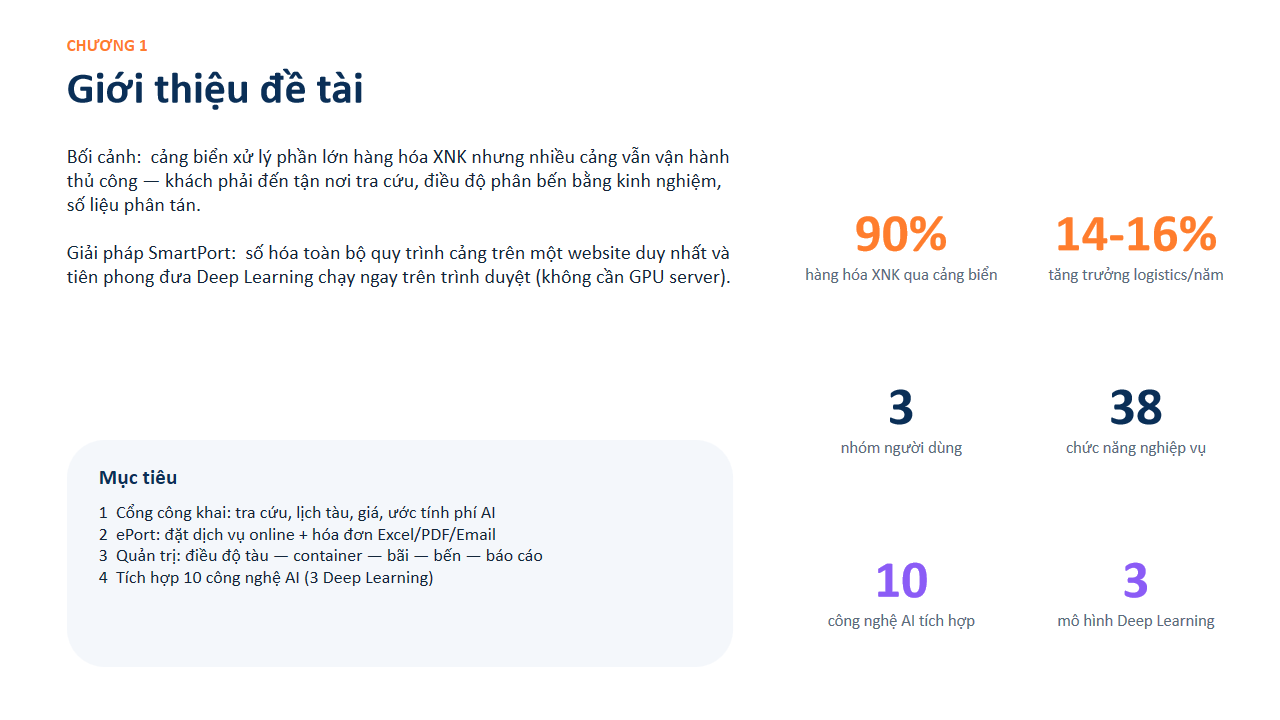 CHƯƠNG 1
Giới thiệu đề tài
Bối cảnh:  cảng biển xử lý phần lớn hàng hóa XNK nhưng nhiều cảng vẫn vận hành
thủ công — khách phải đến tận nơi tra cứu, điều độ phân bến bằng kinh nghiệm,
số liệu phân tán.
Giải pháp SmartPort:  số hóa toàn bộ quy trình cảng trên một website duy nhất và
tiên phong đưa Deep Learning chạy ngay trên trình duyệt (không cần GPU server).
Mục tiêu
1  Cổng công khai: tra cứu, lịch tàu, giá, ước tính phí AI
2  ePort: đặt dịch vụ online + hóa đơn Excel/PDF/Email
3  Quản trị: điều độ tàu — container — bãi — bến — báo cáo
4  Tích hợp 10 công nghệ AI (3 Deep Learning)
90%
hàng hóa XNK qua cảng biển
14-16%
tăng trưởng logistics/năm
3
nhóm người dùng
38
chức năng nghiệp vụ
10
công nghệ AI tích hợp
3
mô hình Deep Learning